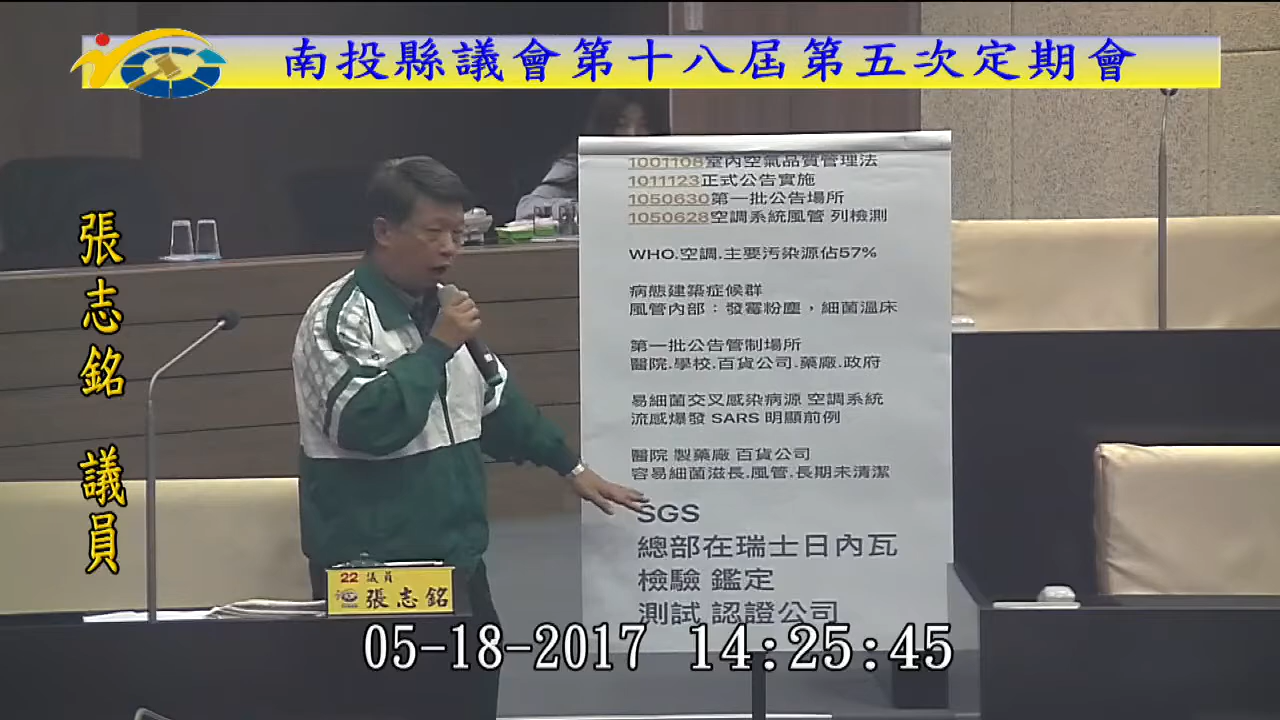 南投縣議會第十八屆第五次定期會
張志銘 議員
1001108室內空氣品質管理法
1011123正式公告實施
1050630第一批公告場所
1050628空調系統風管 列檢測
WHO.空調.主要污染源佔57%
病態建築症候群
風管內部：發霉粉塵，細菌溫床
第一批公告管制場所
醫院.學校.百貨公司.藥廠.政府
易細菌交叉感染病源 空調系統
流感爆發 SARS 明顯前例
醫院 製藥廠 百貨公司
容易細菌滋長.風管.長期未清潔
SGS
總部在瑞士日內瓦
檢驗 鑑定
測試 認證公司
22 議員
張志銘
05-18-2017 14:25:45